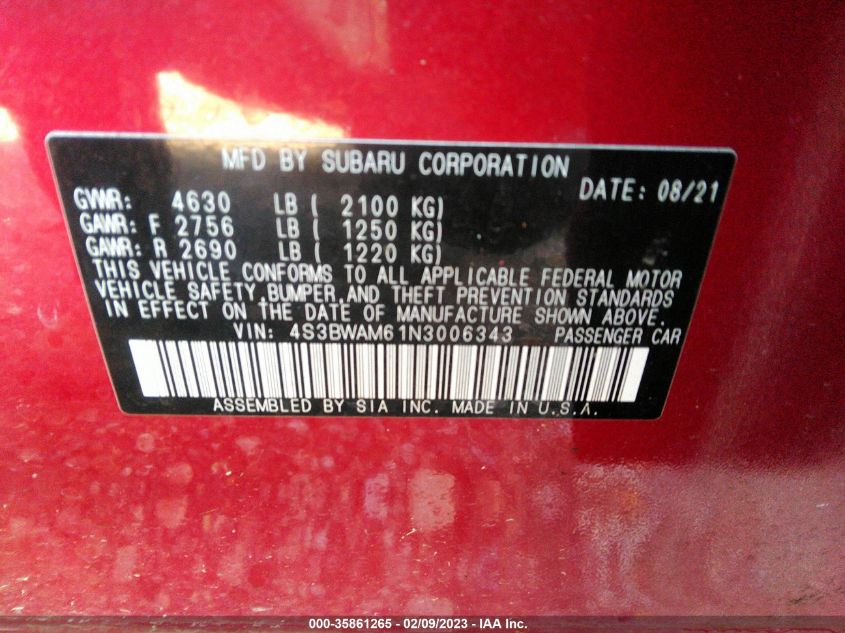 MFD BY SUBARU CORPORATION
DATE: 08/21
GVWR: 4630 LB ( 2100 KG)
GAWR: F 2756 LB ( 1250 KG)
GAWR: R 2690 LB ( 1220 KG)
THIS VEHICLE CONFORMS TO ALL APPLICABLE FEDERAL MOTOR
VEHICLE SAFETY,BUMPER,AND THEFT PREVENTION STANDARDS
IN EFFECT ON THE DATE OF MANUFACTURE SHOWN ABOVE.
VIN: 4S3BWAM61N3006343 PASSENGER CAR
ASSEMBLED BY SIA INC. MADE IN U.S.A.
000-35861265 - 02/09/2023 - IAA Inc.